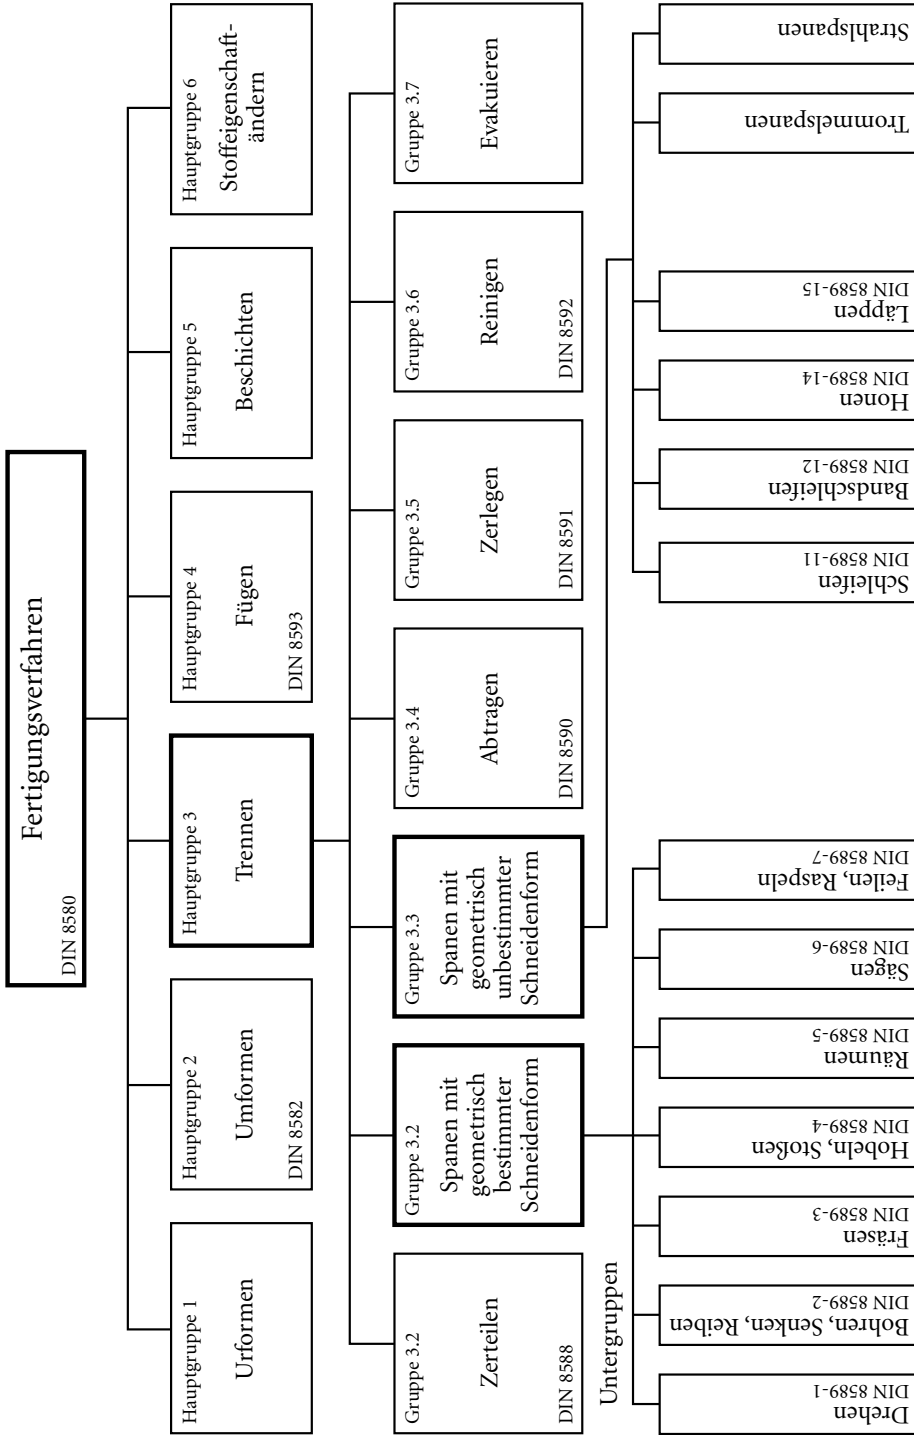 Fertigungsverfahren
DIN 8580
Hauptgruppe 1
Urformen
Hauptgruppe 2
Umformen
DIN 8582
Hauptgruppe 3
Trennen
Hauptgruppe 4
Fügen
DIN 8593
Hauptgruppe 5
Beschichten
Hauptgruppe 6
Stoffeigenschaft-
ändern
Gruppe 3.2
Zerteilen
DIN 8588
Gruppe 3.2
Spanen mit
geometrisch
bestimmter
Schneidenform
Gruppe 3.3
Spanen mit
geometrisch
unbestimmter
Schneidenform
Gruppe 3.4
Abtragen
DIN 8590
Gruppe 3.5
Zerlegen
DIN 8591
Gruppe 3.6
Reinigen
DIN 8592
Gruppe 3.7
Evakuieren
Untergruppen
Drehen
DIN 8589-1
Bohren, Senken, Reiben
DIN 8589-2
Fräsen
DIN 8589-3
Hobeln, Stoßen
DIN 8589-4
Räumen
DIN 8589-5
Sägen
DIN 8589-6
Feilen, Raspeln
DIN 8589-7
Schleifen
DIN 8589-11
Bandschleifen
DIN 8589-12
Honen
DIN 8589-14
Läppen
DIN 8589-15
Trommelspanen
Strahlspanen